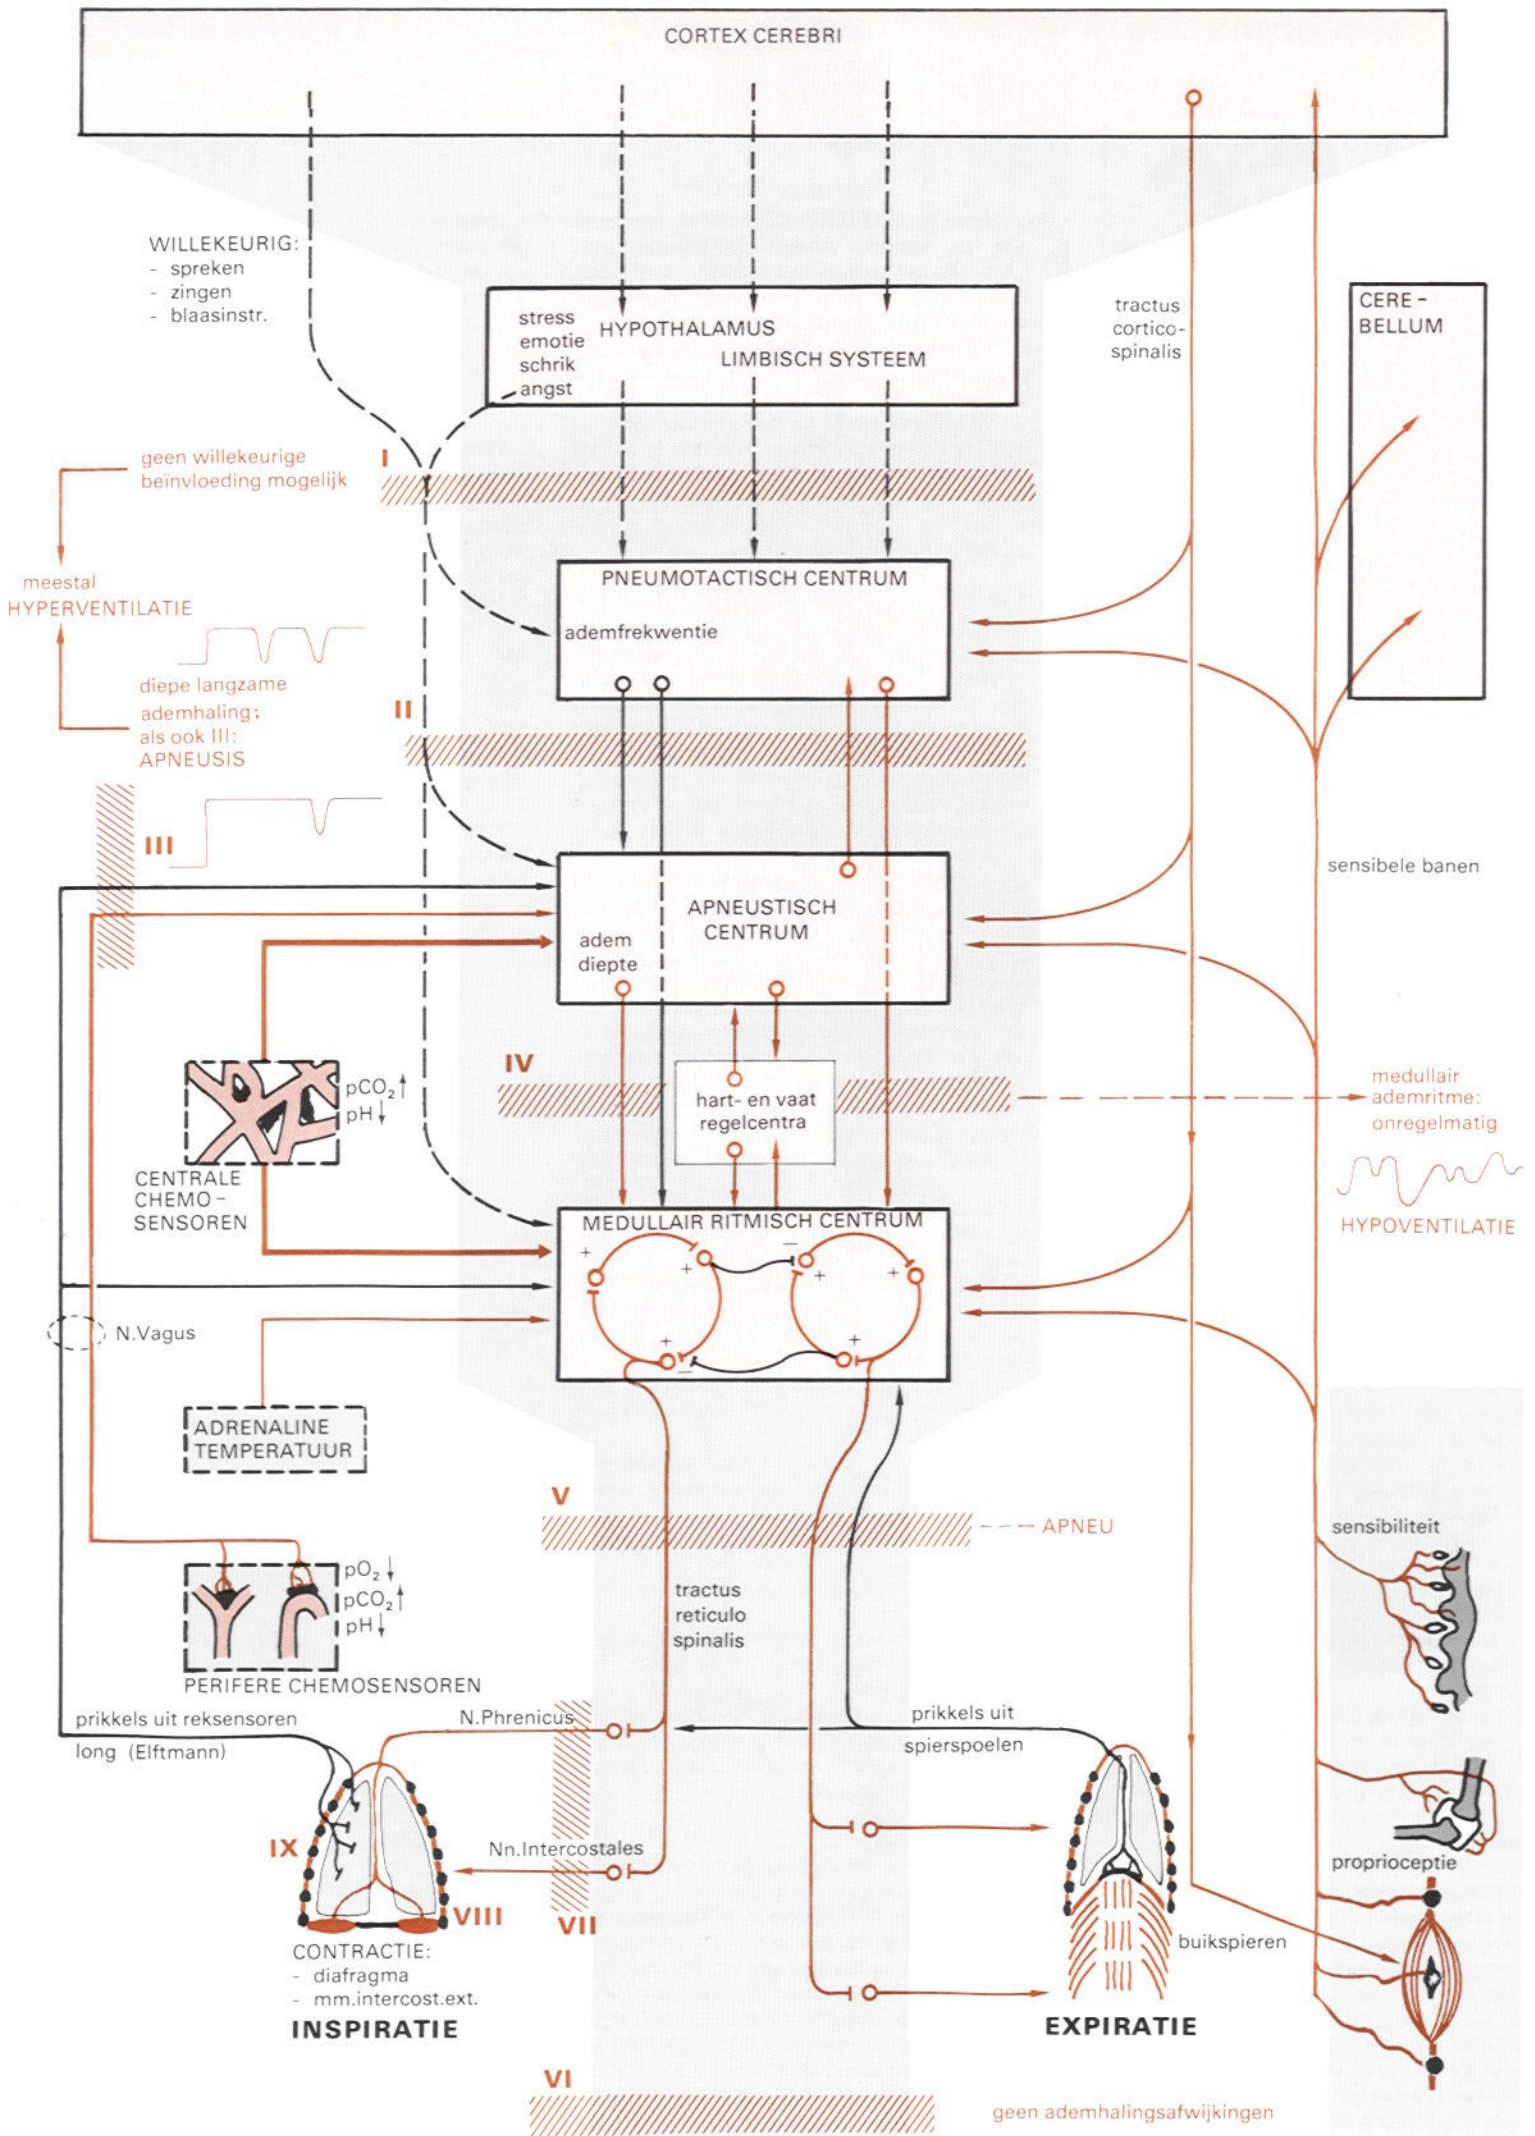 CORTEX CEREBRI
WILLEKEURIG:
- spreken
- zingen
- blaasinstr.
stress
emotie
schrik
angst
HYPOTHALAMUS
LIMBISCH SYSTEEM
tractus
cortico-
spinalis
CERE-
BELLUM
I
geen willekeurige
beïnvloeding mogelijk
meestal
HYPERVENTILATIE
PNEUMOTACTISCH CENTRUM
ademfrekwentie
diepe langzame
ademhaling;
als ook III:
APNEUSIS
II
III
sensibele banen
APNEUSTISCH
CENTRUM
adem
diepte
IV
hart- en vaat
regelcentra
medullair
ademritme:
onregelmatig
HYPOVENTILATIE
pCO2↑
pH↓
CENTRALE
CHEMO-
SENSOREN
MEDULLAIR RITMISCH CENTRUM
+
+
−
+
+
+
−
+
N.Vagus
ADRENALINE
TEMPERATUUR
V
APNEU
sensibiliteit
pO2↓
pCO2↑
pH↓
PERIFERE CHEMOSENSOREN
tractus
reticulo
spinalis
prikkels uit reksensoren
long (Elftmann)
N.Phrenicus
prikkels uit
spierspoelen
IX
Nn.Intercostales
VIII
VII
proprioceptie
buikspieren
CONTRACTIE:
- diafragma
- mm.intercost.ext.
INSPIRATIE
EXPIRATIE
VI
geen ademhalingsafwijkingen